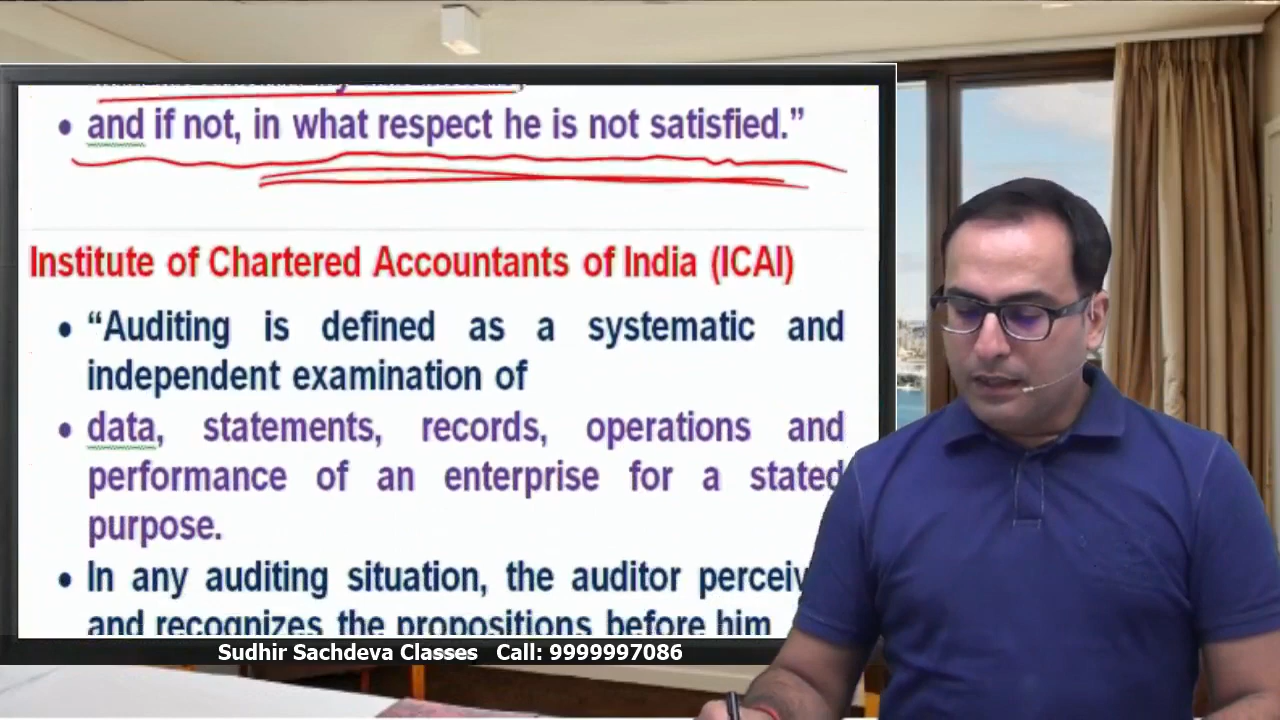 • and if not, in what respect he is not satisfied.”
Institute of Chartered Accountants of India (ICAI)
• “Auditing is defined as a systematic and
independent examination of
• data, statements, records, operations and
performance of an enterprise for a stated
purpose.
• In any auditing situation, the auditor
and recognizes the propositions before him
Sudhir Sachdeva Classes Call: 9999997086